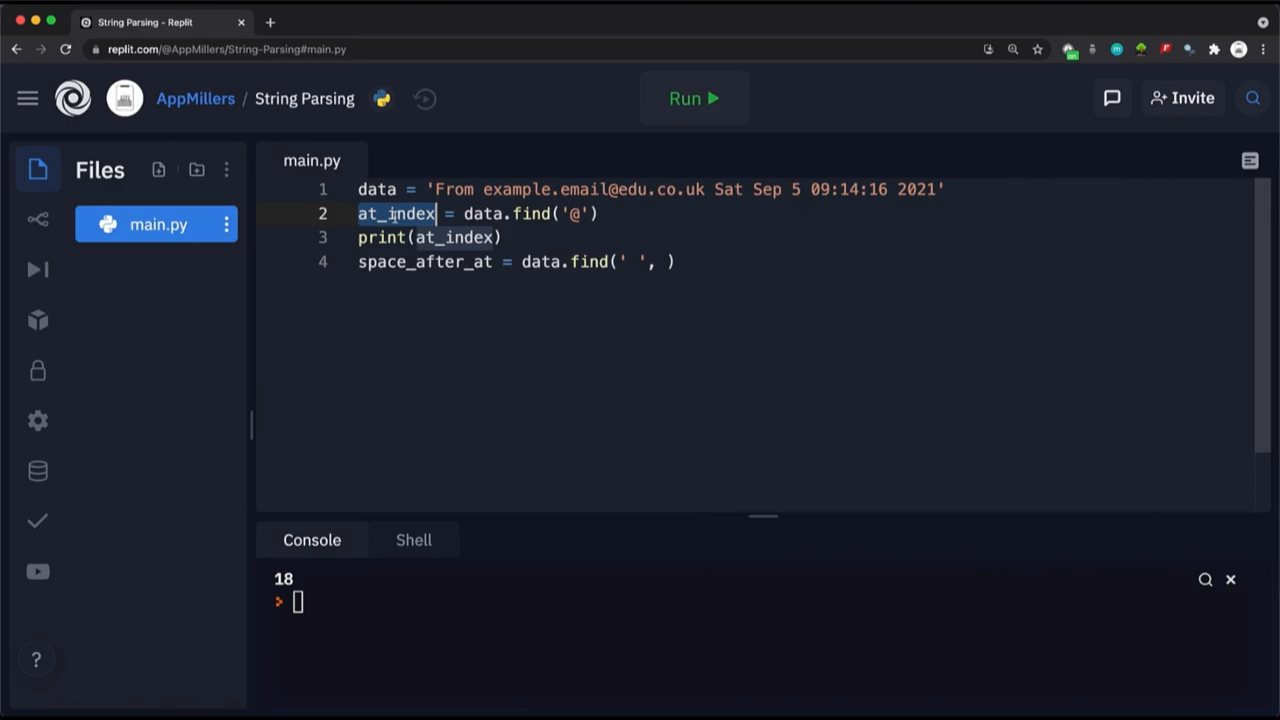 String Parsing - Replit
replit.com/@AppMillers/String-Parsing#main.py
on
AppMillers / String Parsing
Run
Invite
Files
main.py
main.py
1 data = 'From example.email@edu.co.uk Sat Sep 5 09:14:16 2021'
2 at_index = data.find('@')
3 print(at_index)
4 space_after_at = data.find(' ', )
Console
Shell
18
?